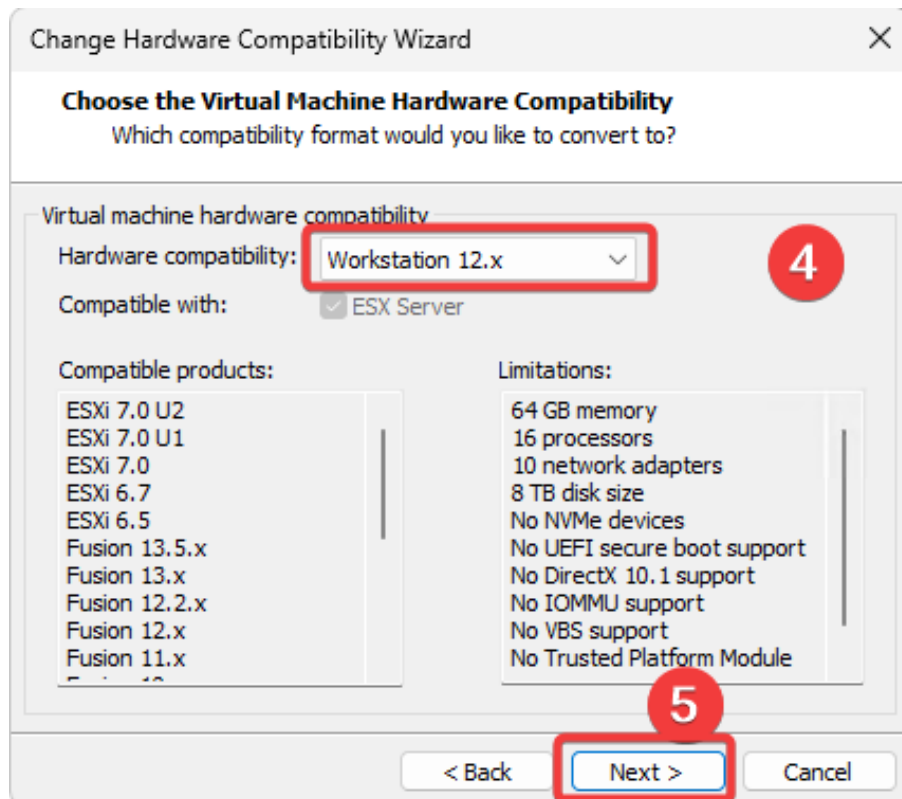 Change Hardware Compatibility Wizard
Choose the Virtual Machine Hardware Compatibility
Which compatibility format would you like to convert to?
Virtual machine hardware compatibility
Hardware compatibility: Workstation 12.x
4
Compatible with: ESX Server
Compatible products:
ESXi 7.0 U2
ESXi 7.0 U1
ESXi 7.0
ESXi 6.7
ESXi 6.5
Fusion 13.5.x
Fusion 13.x
Fusion 12.2.x
Fusion 12.x
Fusion 11.x
Limitations:
64 GB memory
16 processors
10 network adapters
8 TB disk size
No NVMe devices
No UEFI secure boot support
No DirectX 10.1 support
No IOMMU support
No VBS support
No Trusted Platform Module
5
< Back
Next >
Cancel